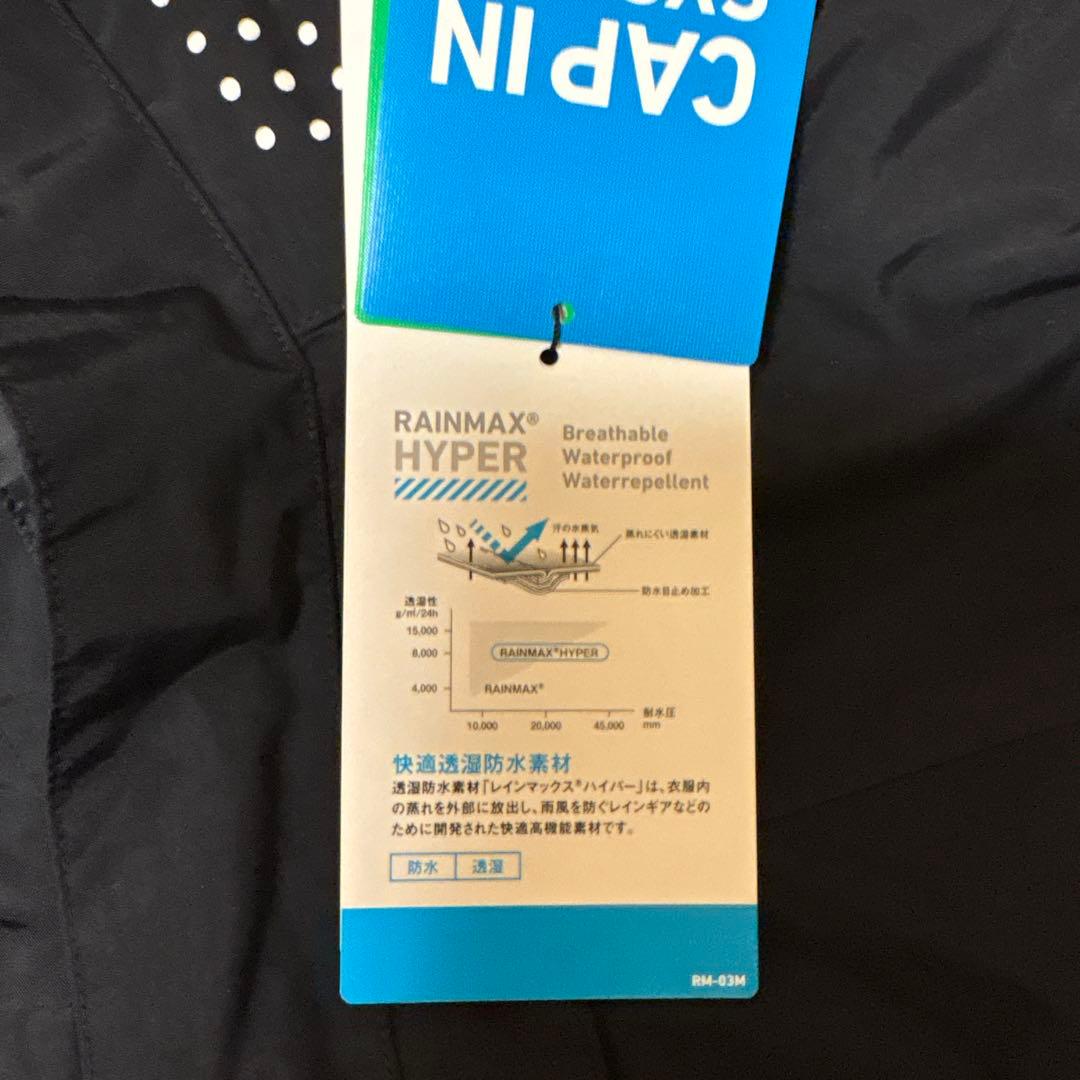 CAP IN
RAINMAX®
HYPER
Breathable
Waterproof
Waterrepellent
汗の水蒸気
蒸れにくい透湿素材
防水目止め加工
透湿性
g/㎡/24h
15,000
8,000
RAINMAX®HYPER
4,000
RAINMAX®
10,000
20,000
45,000
耐水圧
mm
快適透湿防水素材
透湿防水素材「レインマックス®ハイパー」は、衣服内
の蒸れを外部に放出し、雨風を防ぐレインギアなどの
ために開発された快適高機能素材です。
防水
透湿
RM-03M